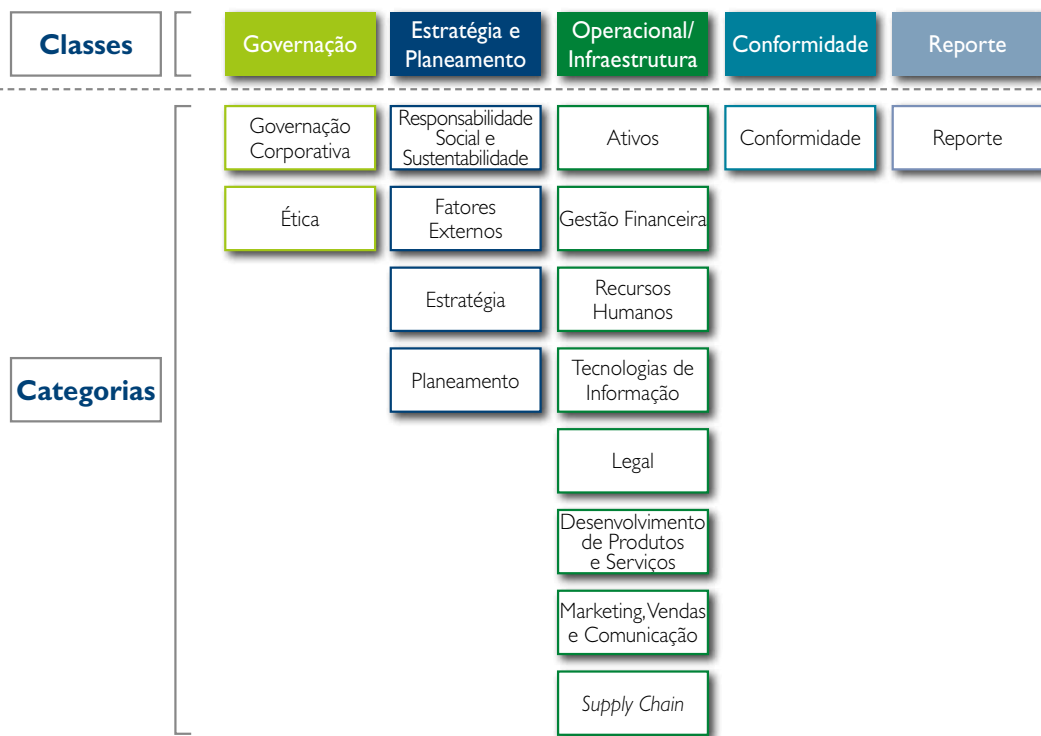 Classes
Governação
Estratégia e
Planeamento
Operacional/
Infraestrutura
Conformidade
Reporte
Categorias
Governação
Corporativa
Ética
Responsabilidade
Social e
Sustentabilidade
Fatores
Externos
Estratégia
Planeamento
Ativos
Gestão Financeira
Recursos
Humanos
Tecnologias de
Informação
Legal
Desenvolvimento
de Produtos
e Serviços
Marketing, Vendas
e Comunicação
Supply Chain
Conformidade
Reporte